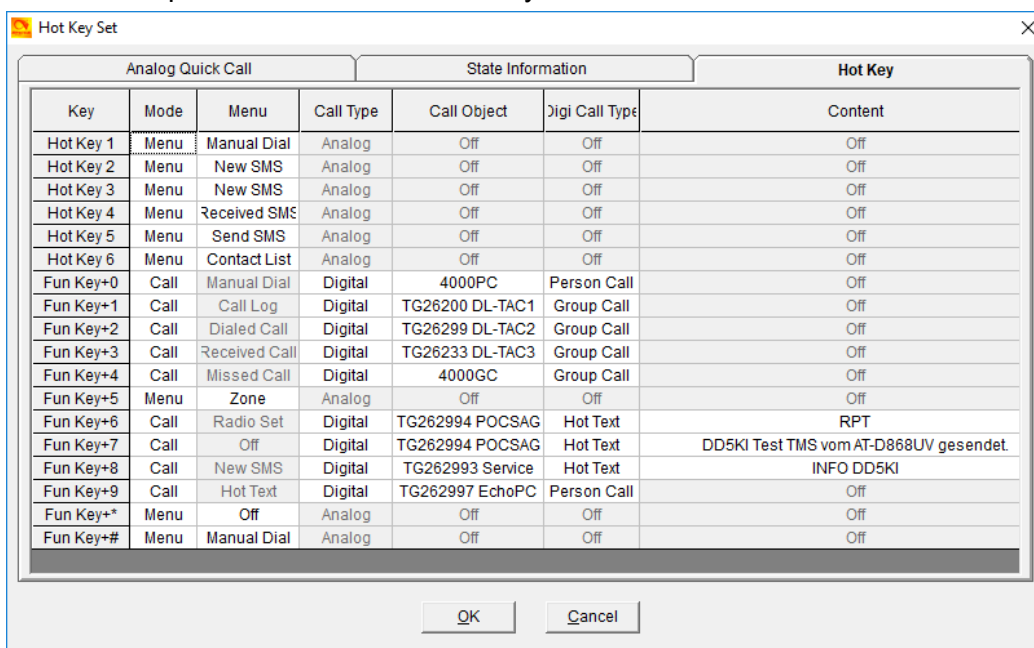 Hot Key Set
Analog Quick Call State Information Hot Key
Key Mode Menu Call Type Call Object Digi Call Type Content
Hot Key 1 Menu Manual Dial Analog Off Off Off
Hot Key 2 Menu New SMS Analog Off Off Off
Hot Key 3 Menu New SMS Analog Off Off Off
Hot Key 4 Menu Received SMS Analog Off Off Off
Hot Key 5 Menu Send SMS Analog Off Off Off
Hot Key 6 Menu Contact List Analog Off Off Off
Fun Key+0 Call Manual Dial Digital 4000PC Person Call Off
Fun Key+1 Call Call Log Digital TG26200 DL-TAC1 Group Call Off
Fun Key+2 Call Dialed Call Digital TG26299 DL-TAC2 Group Call Off
Fun Key+3 Call Received Call Digital TG26233 DL-TAC3 Group Call Off
Fun Key+4 Call Missed Call Digital 4000GC Group Call Off
Fun Key+5 Menu Zone Analog Off Off Off
Fun Key+6 Call Radio Set Digital TG262994 POCSAG Hot Text RPT
Fun Key+7 Call Off Digital TG262994 POCSAG Hot Text DD5KI Test TMS vom AT-D868UV gesendet.
Fun Key+8 Call New SMS Digital TG262993 Service Hot Text INFO DD5KI
Fun Key+9 Call Hot Text Digital TG262997 EchoPC Person Call Off
Fun Key+* Menu Off Analog Off Off Off
Fun Key+# Menu Manual Dial Analog Off Off Off
OK Cancel